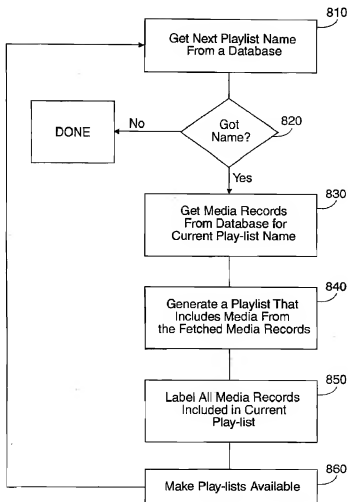 810
Get Next Playlist Name
From a Database
820
Got
Name?
No
DONE
Yes
830
Get Media Records
From Database for
Current Play-list Name
840
Generate a Playlist That
Includes Media From
the Fetched Media Records
850
Label All Media Records
Included in Current
Play-list
860
Make Play-lists Available